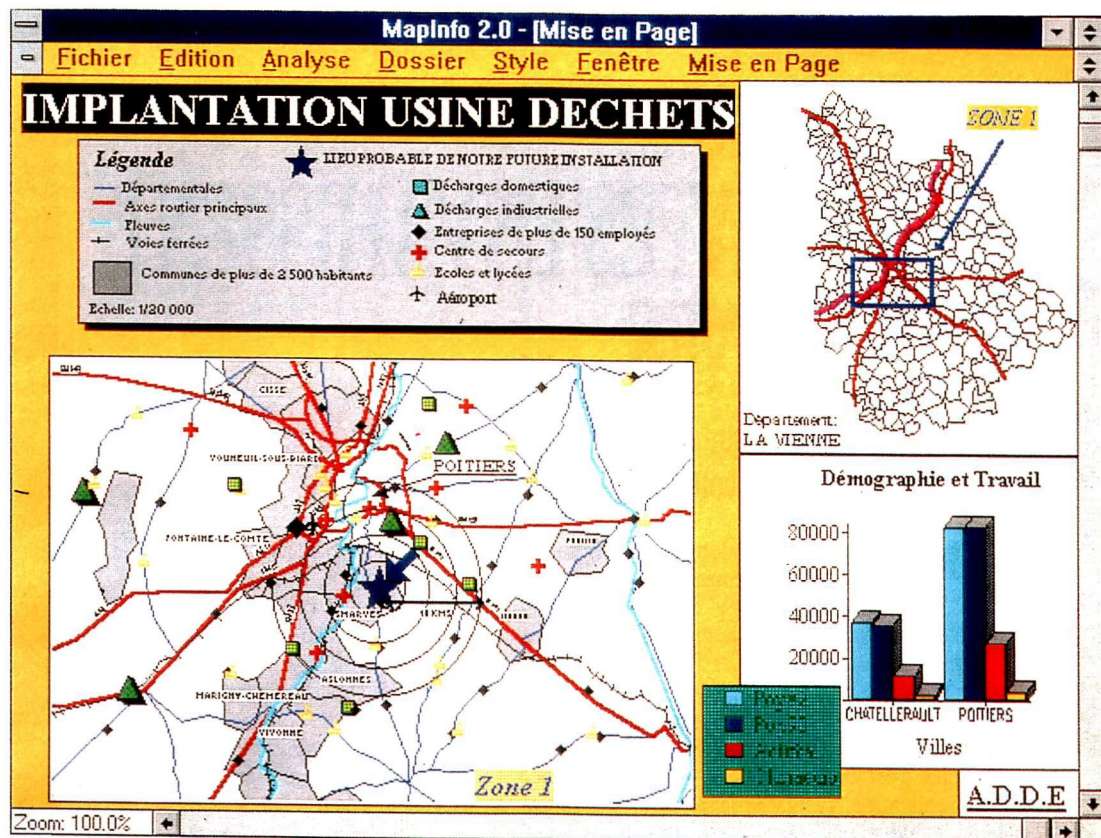 MapInfo 2.0 - [Mise en Page]
Fichier Edition Analyse Dossier Style Fenêtre Mise en Page
IMPLANTATION USINE DECHETS
Légende
LIEU PROBABLE DE NOTRE FUTURE INSTALLATION
Départementales
Axes routier principaux
Fleuves
Voies ferrées
Communes de plus de 2 500 habitants
Echelle: 1/20 000
Décharges domestiques
Décharges industrielles
Entreprises de plus de 150 employés
Centre de secours
Ecoles et lycées
Aéroport
ZONE 1
Département:
LA VIENNE
CISSE
VOUNEUIL-SOUS-BIARD
POITIERS
FONTAINE-LE-COMTE
SMARVES
10 KMS
ASLONNES
MARIGNY-CHEMEREAU
VIVONNE
Zone 1
Démographie et Travail
80000
60000
40000
20000
CHATELLERAULT POITIERS
Villes
A.D.D.E
Zoom: 100.0%